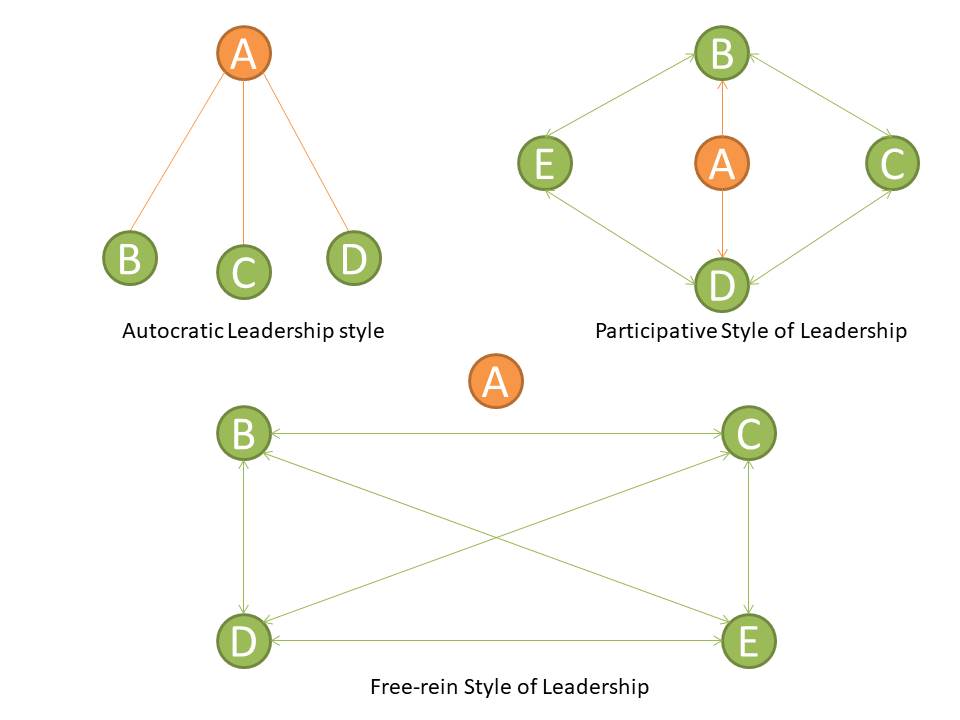 A
B
C
D
Autocratic Leadership style
B
E
A
C
D
Participative Style of Leadership
A
B
C
D
E
Free-rein Style of Leadership